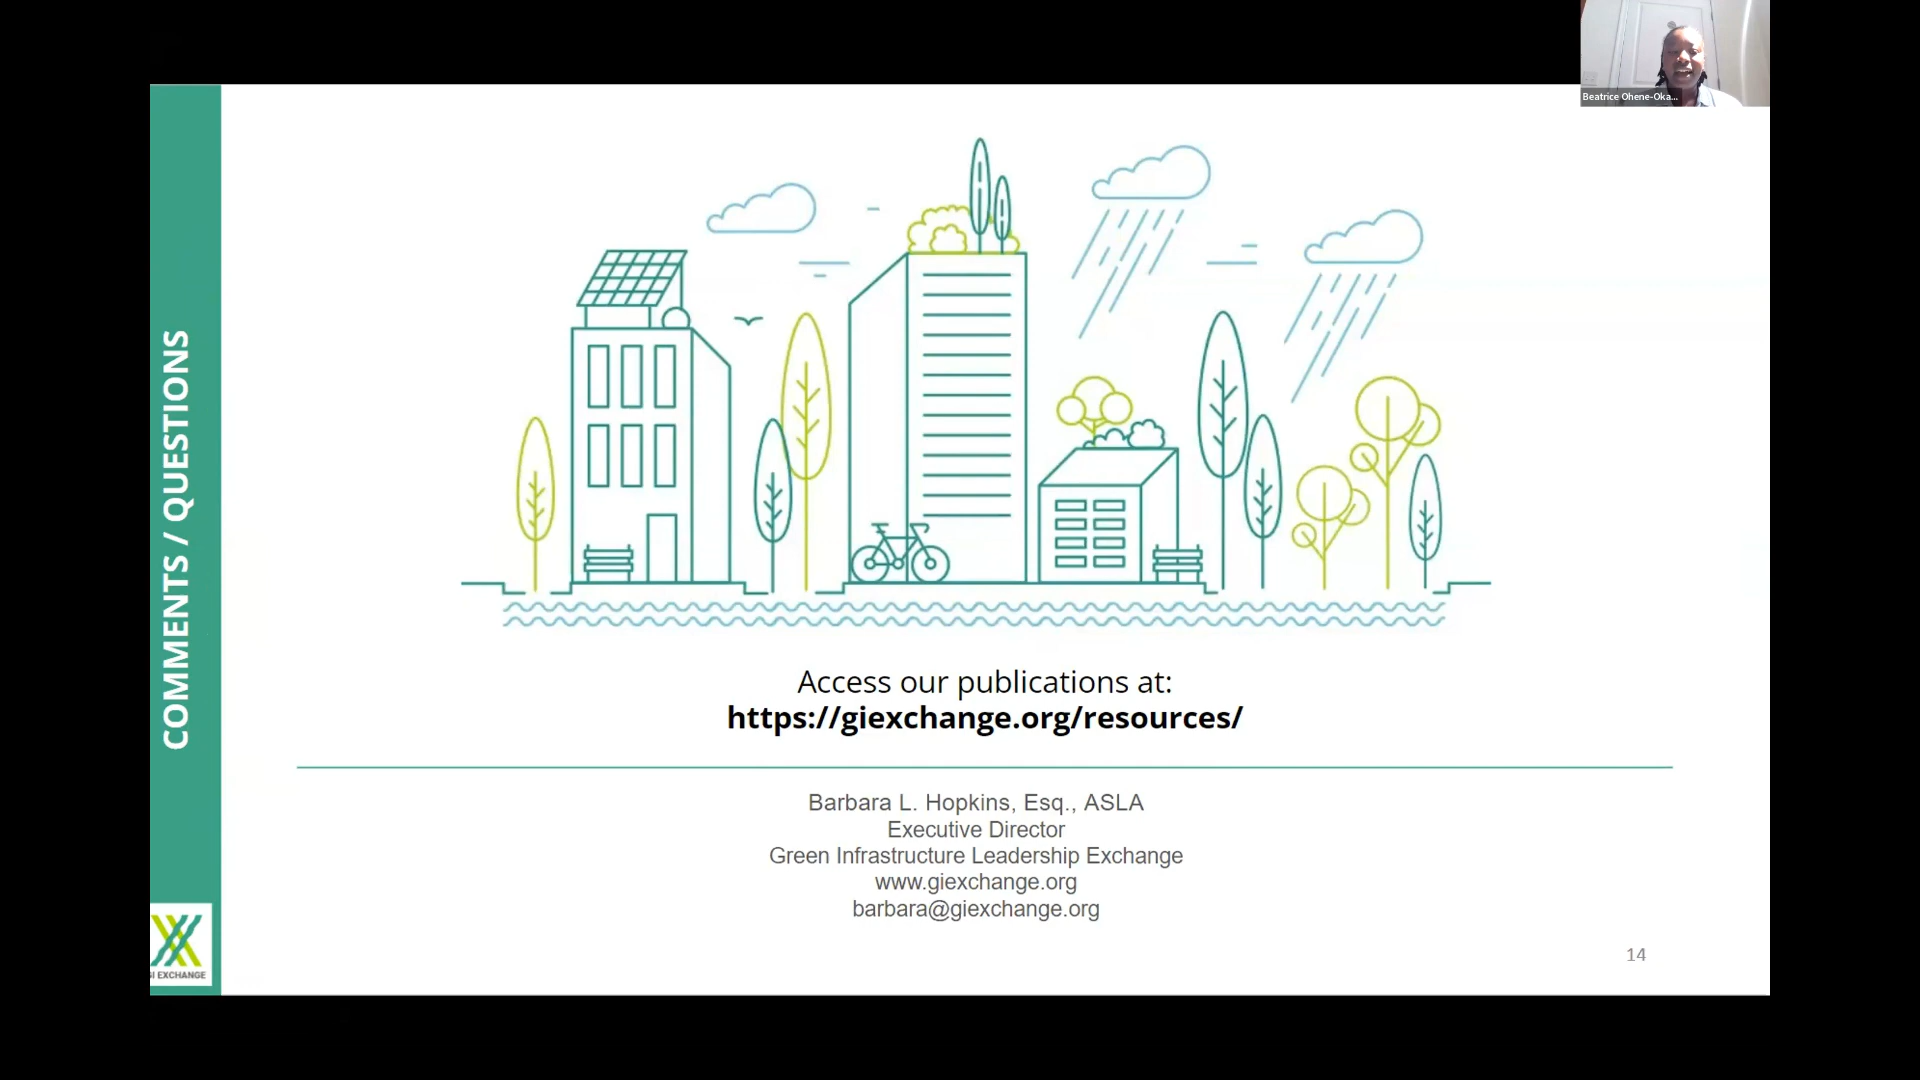 Beatrice Ohene-Oka...
COMMENTS / QUESTIONS
Access our publications at:
https://giexchange.org/resources/
Barbara L. Hopkins, Esq., ASLA
Executive Director
Green Infrastructure Leadership Exchange
www.giexchange.org
barbara@giexchange.org
GI EXCHANGE
14